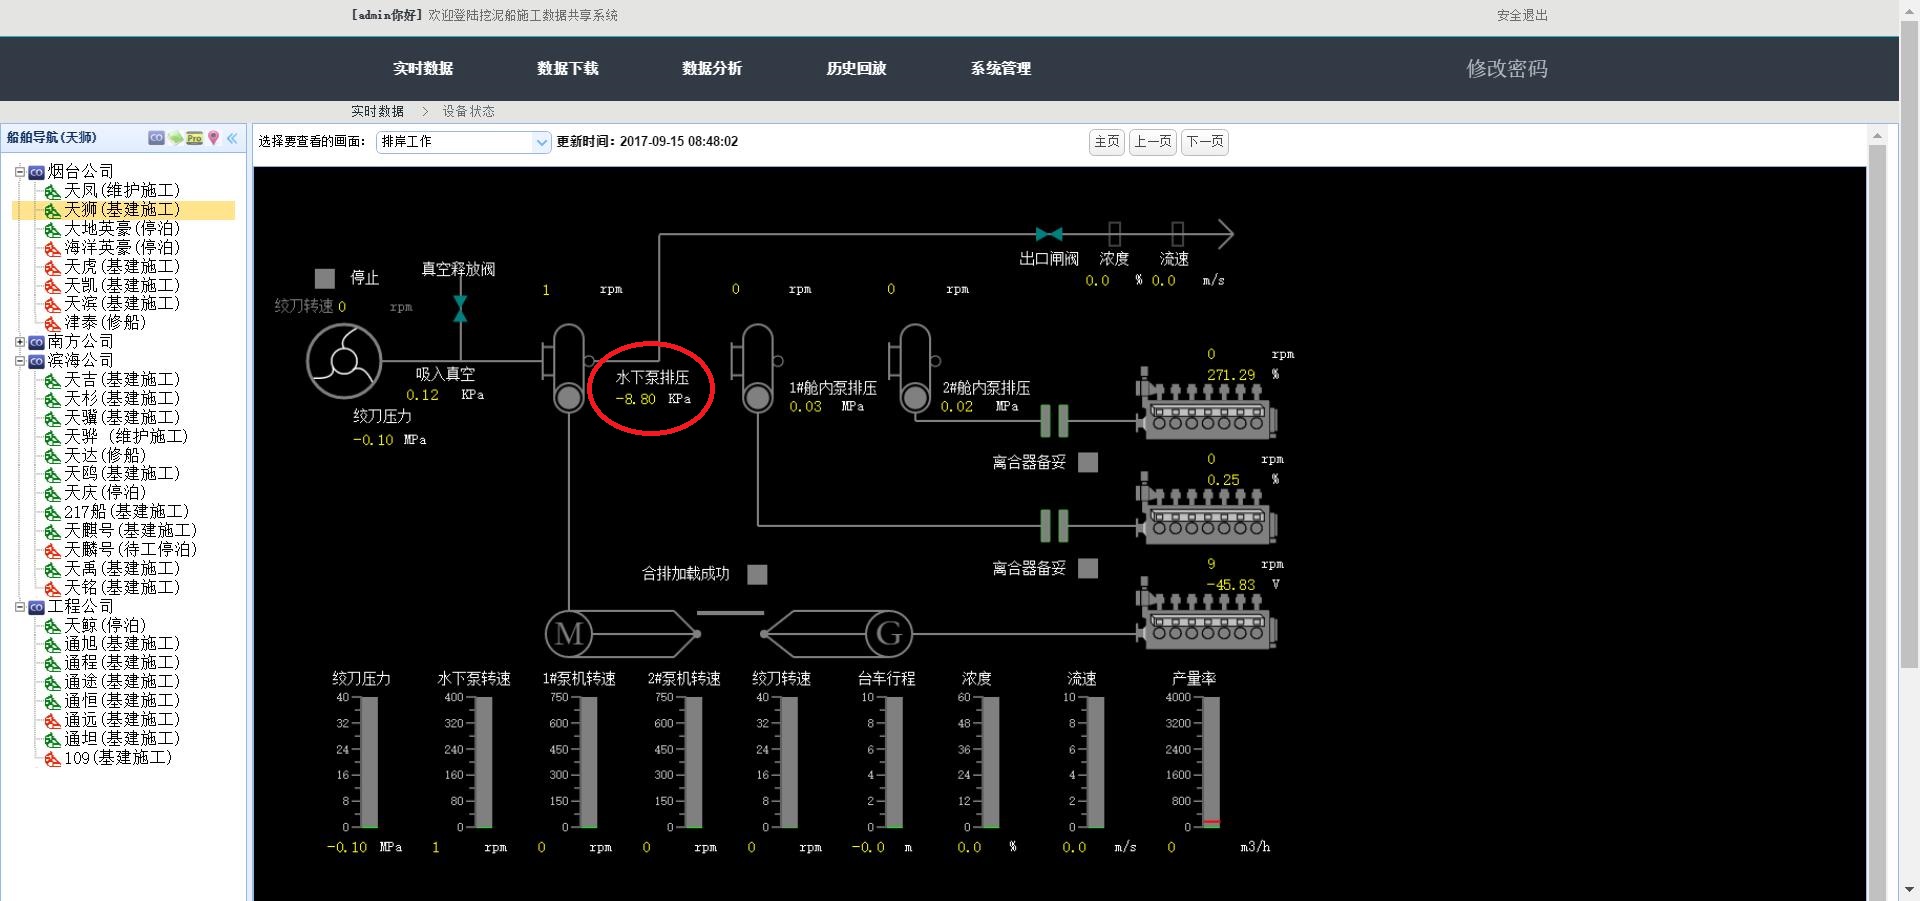 [admin你好] 欢迎登陆挖泥船施工数据共享系统 安全退出
实时数据 数据下载 数据分析 历史回放 系统管理 修改密码
实时数据 > 设备状态
船舶导航(天狮) CO Pro «
选择要查看的画面: 排岸工作 更新时间:2017-09-15 08:48:02 主页 上一页 下一页
CO 烟台公司
天凤(维护施工)
天狮(基建施工)
大地英豪(停泊)
海洋英豪(停泊)
天虎(基建施工)
天凯(基建施工)
天滨(基建施工)
津泰(修船)
CO 南方公司
CO 滨海公司
天吉(基建施工)
天杉(基建施工)
天骥(基建施工)
天骅 (维护施工)
天达(修船)
天鸥(基建施工)
天庆(停泊)
217船(基建施工)
天麒号(基建施工)
天麟号(待工停泊)
天禹(基建施工)
天铭(基建施工)
CO 工程公司
天鲸(停泊)
通旭(基建施工)
通程(基建施工)
通途(基建施工)
通恒(基建施工)
通远(基建施工)
通坦(基建施工)
109(基建施工)
出口闸阀 浓度 流速
0.0 % 0.0 m/s
停止 真空释放阀
1 rpm 0 rpm 0 rpm
绞刀转速 0 rpm
吸入真空
0.12 KPa
绞刀压力
-0.10 MPa
水下泵排压
-8.80 KPa
1#舱内泵排压
0.03 MPa
2#舱内泵排压
0.02 MPa
0 rpm
271.29 %
离合器备妥
0 rpm
0.25 %
离合器备妥
9 rpm
-45.83 V
合排加载成功
M G
绞刀压力 水下泵转速 1#泵机转速 2#泵机转速 绞刀转速 台车行程 浓度 流速 产量率
40 400 750 750 40 10 60 10 4000
32 320 600 600 32 8 48 8 3200
24 240 450 450 24 6 36 6 2400
16 160 300 300 16 4 24 4 1600
8 80 150 150 8 2 12 2 800
0 0 0 0 0 0 0 0 0
-0.10 MPa 1 rpm 0 rpm 0 rpm 0 rpm -0.0 m 0.0 % 0.0 m/s 0 m3/h